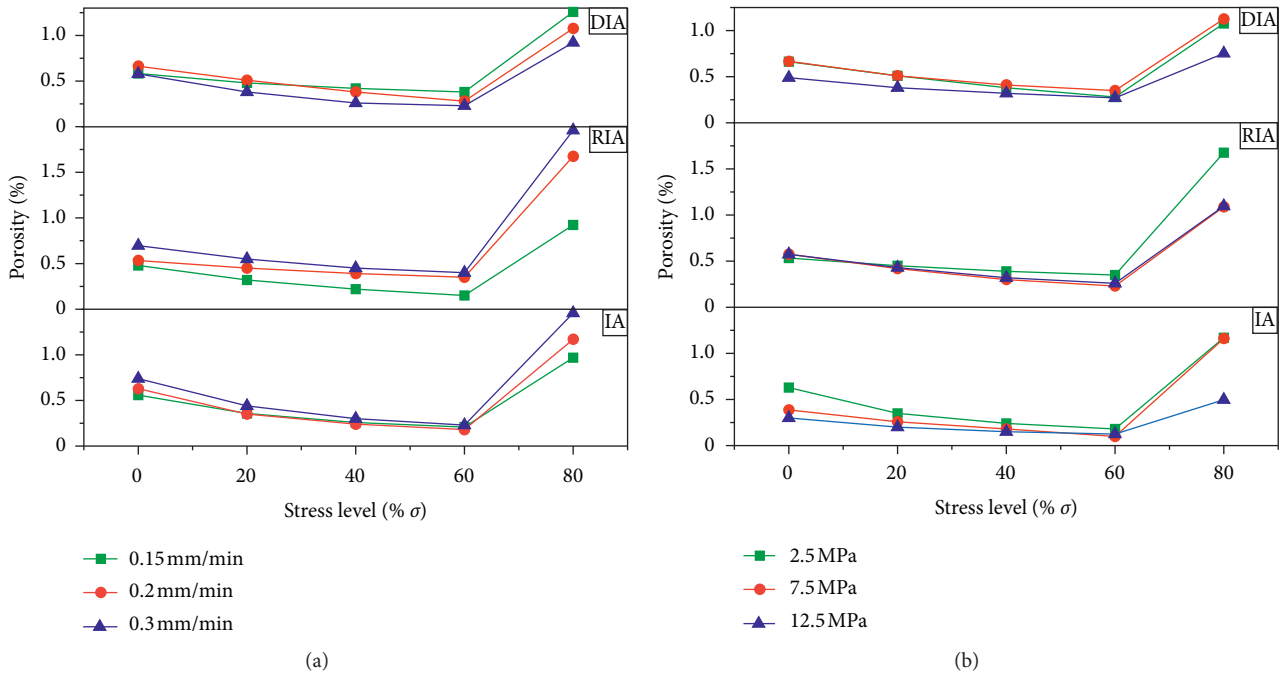 DIA
1.0
0.5
0
RIA
1.5
1.0
0.5
0
IA
1.0
0.5
0
Porosity (%)
0 20 40 60 80
Stress level (% σ)
0.15 mm/min
0.2 mm/min
0.3 mm/min
(a)
DIA
1.0
0.5
0
RIA
1.5
1.0
0.5
0
IA
1.0
0.5
0
Porosity (%)
0 20 40 60 80
Stress level (% σ)
2.5 MPa
7.5 MPa
12.5 MPa
(b)